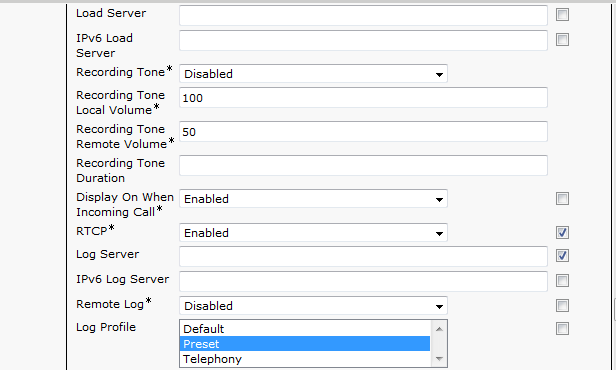 Load Server
IPv6 Load
Server
Recording Tone* Disabled
Recording Tone
Local Volume* 100
Recording Tone
Remote Volume* 50
Recording Tone
Duration
Display On When
Incoming Call* Enabled
RTCP* Enabled
Log Server
IPv6 Log Server
Remote Log* Disabled
Log Profile Default
Preset
Telephony